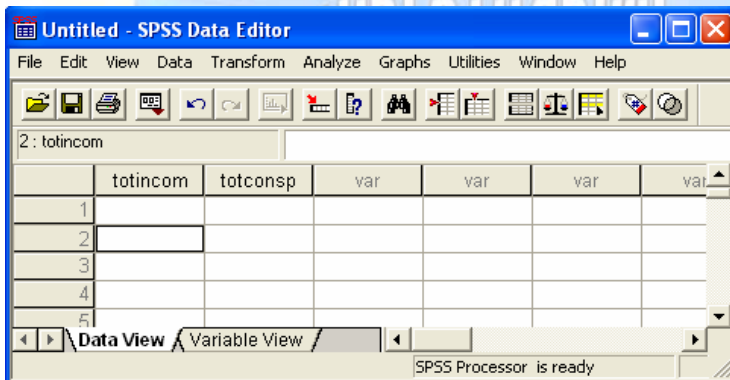 Untitled - SPSS Data Editor
File Edit View Data Transform Analyze Graphs Utilities Window Help
2 : totincom
totincom totconsp var var var var
1
2
3
4
5
Data View Variable View
SPSS Processor is ready